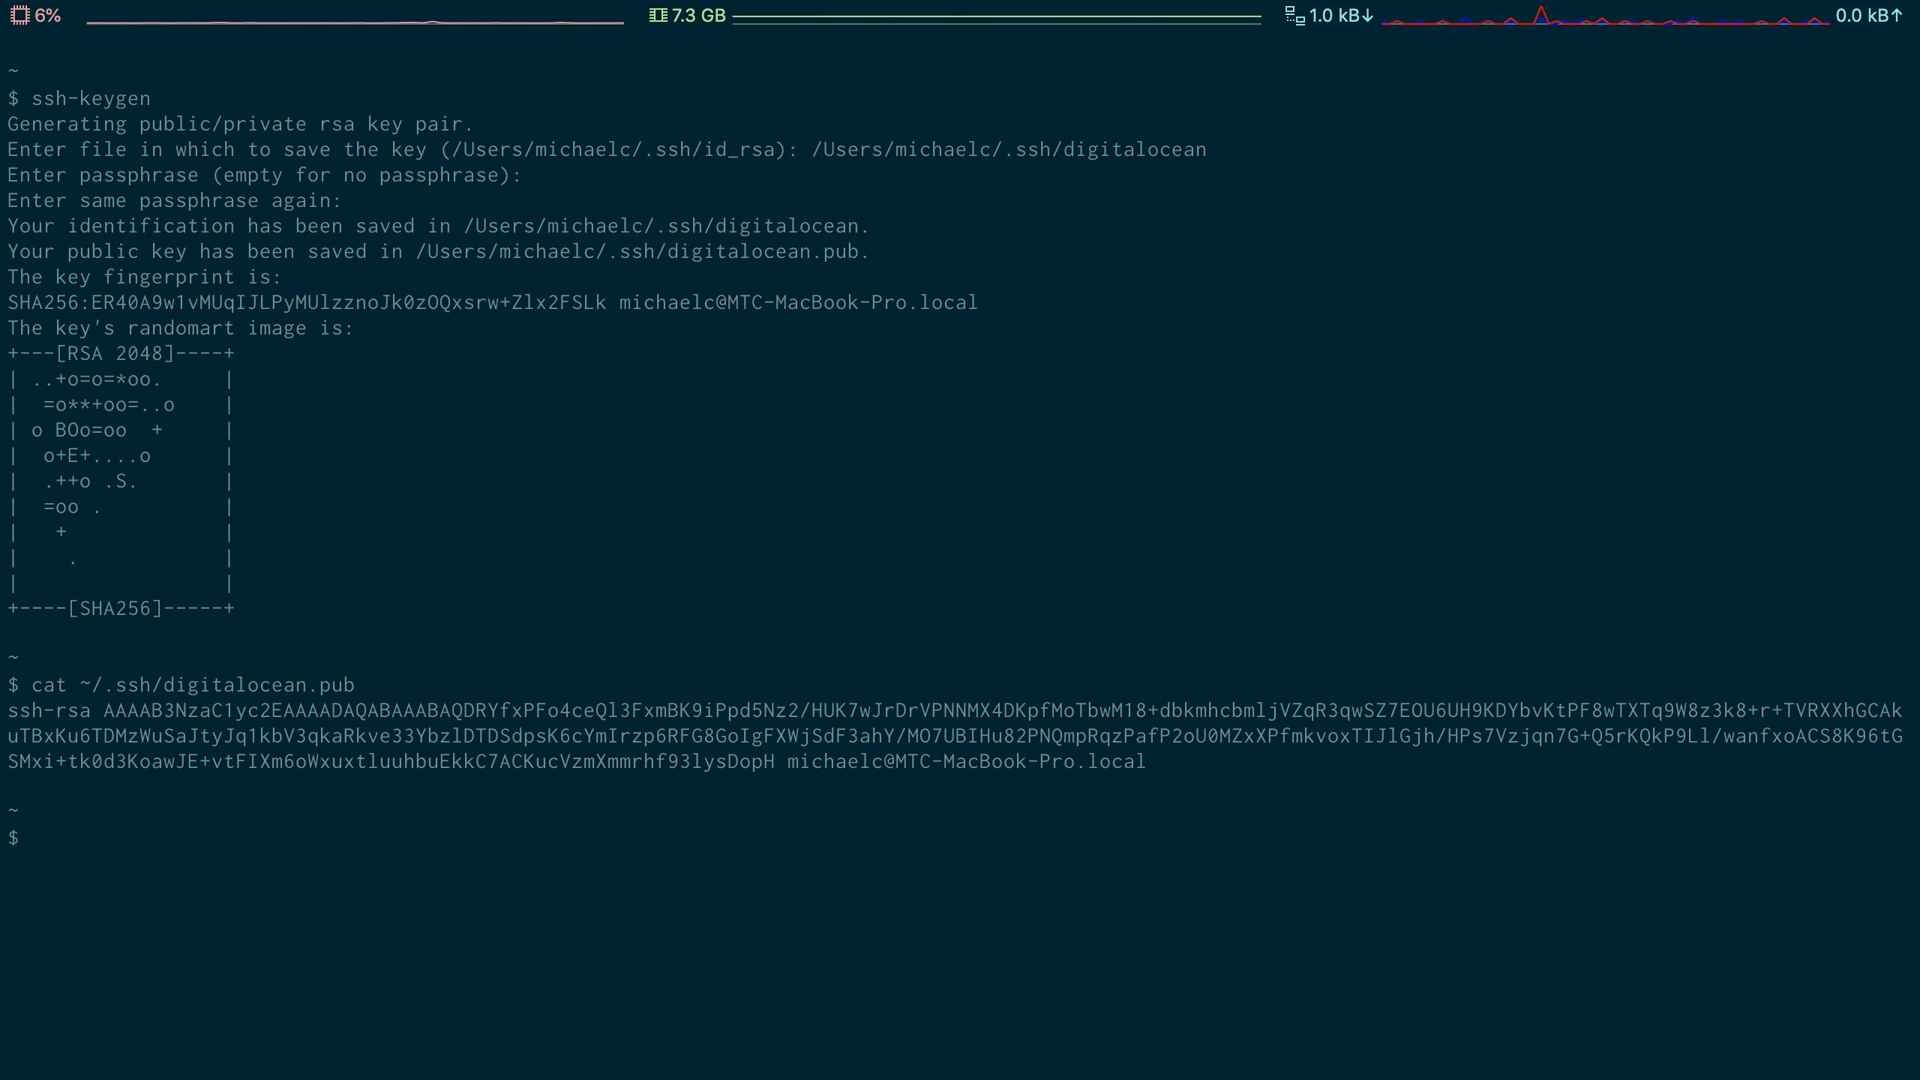 6% 7.3 GB 1.0 kB↓ 0.0 kB↑
~
$ ssh-keygen
Generating public/private rsa key pair.
Enter file in which to save the key (/Users/michaelc/.ssh/id_rsa): /Users/michaelc/.ssh/digitalocean
Enter passphrase (empty for no passphrase):
Enter same passphrase again:
Your identification has been saved in /Users/michaelc/.ssh/digitalocean.
Your public key has been saved in /Users/michaelc/.ssh/digitalocean.pub.
The key fingerprint is:
SHA256:ER40A9w1vMUqIJLPyMUlzznoJk0zOQxsrw+Zlx2FSLk michaelc@MTC-MacBook-Pro.local
The key's randomart image is:
+---[RSA 2048]----+
| ..+o=o=*oo.     |
|  =o**+oo=..o    |
| o BOo=oo  +     |
|  o+E+....o      |
|  .++o .S.       |
|  =oo .          |
|   +             |
|    .            |
|                 |
+----[SHA256]-----+
~
$ cat ~/.ssh/digitalocean.pub
ssh-rsa AAAAB3NzaC1yc2EAAAADAQABAAABAQDRYfxPFo4ceQl3FxmBK9iPpd5Nz2/HUK7wJrDrVPNNMX4DKpfMoTbwM18+dbkmhcbmljVZqR3qwSZ7EOU6UH9KDYbvKtPF8wTXTq9W8z3k8+r+TVRXXhGCAk
uTBxKu6TDMzWuSaJtyJq1kbV3qkaRkve33YbzlDTDSdpsK6cYmIrzp6RFG8GoIgFXWjSdF3ahY/MO7UBIHu82PNQmpRqzPafP2oU0MZxXPfmkvoxTIJlGjh/HPs7Vzjqn7G+Q5rKQkP9Ll/wanfxoACS8K96tG
SMxi+tk0d3KoawJE+vtFIXm6oWxuxtluuhbuEkkC7ACKucVzmXmmrhf93lysDopH michaelc@MTC-MacBook-Pro.local
~
$